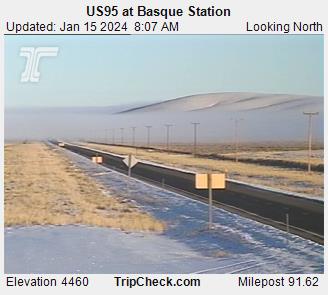 US95 at Basque Station
Updated: Jan 15 2024 8:07 AM Looking North
Elevation 4460 TripCheck.com Milepost 91.62